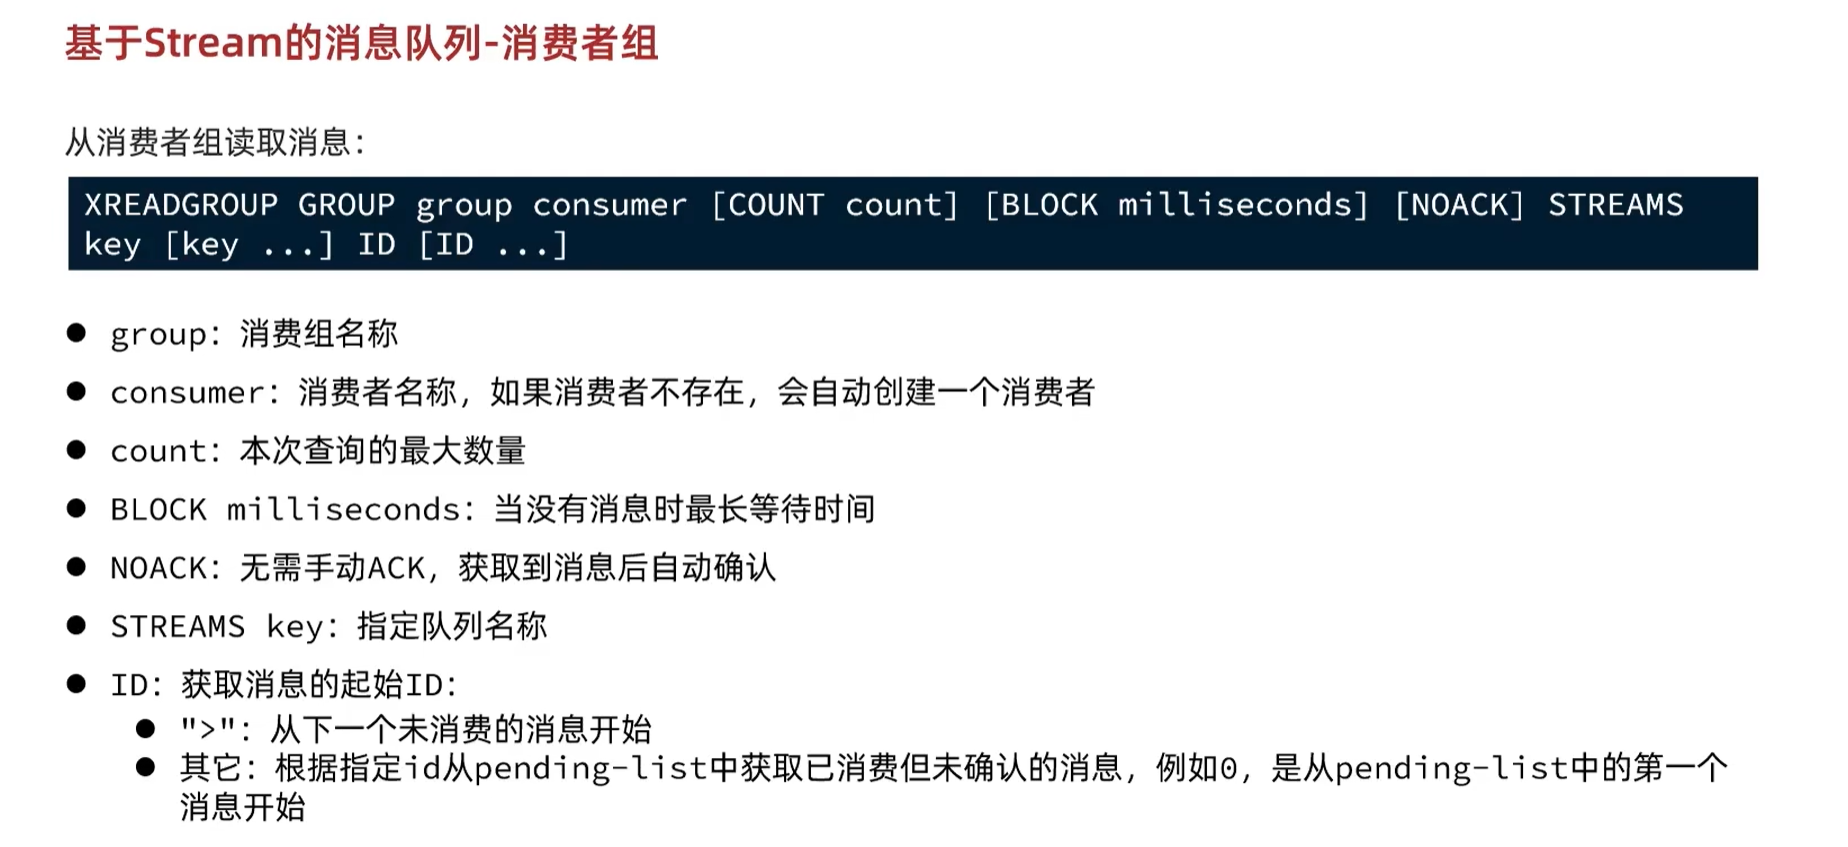 基于Stream的消息队列-消费者组
从消费者组读取消息：
XREADGROUP GROUP group consumer [COUNT count] [BLOCK milliseconds] [NOACK] STREAMS
key [key ...] ID [ID ...]
● group：消费组名称
● consumer：消费者名称，如果消费者不存在，会自动创建一个消费者
● count：本次查询的最大数量
● BLOCK milliseconds：当没有消息时最长等待时间
● NOACK：无需手动ACK，获取到消息后自动确认
● STREAMS key：指定队列名称
● ID：获取消息的起始ID：
● ">"：从下一个未消费的消息开始
● 其它：根据指定id从pending-list中获取已消费但未确认的消息，例如0，是从pending-list中的第一个
消息开始